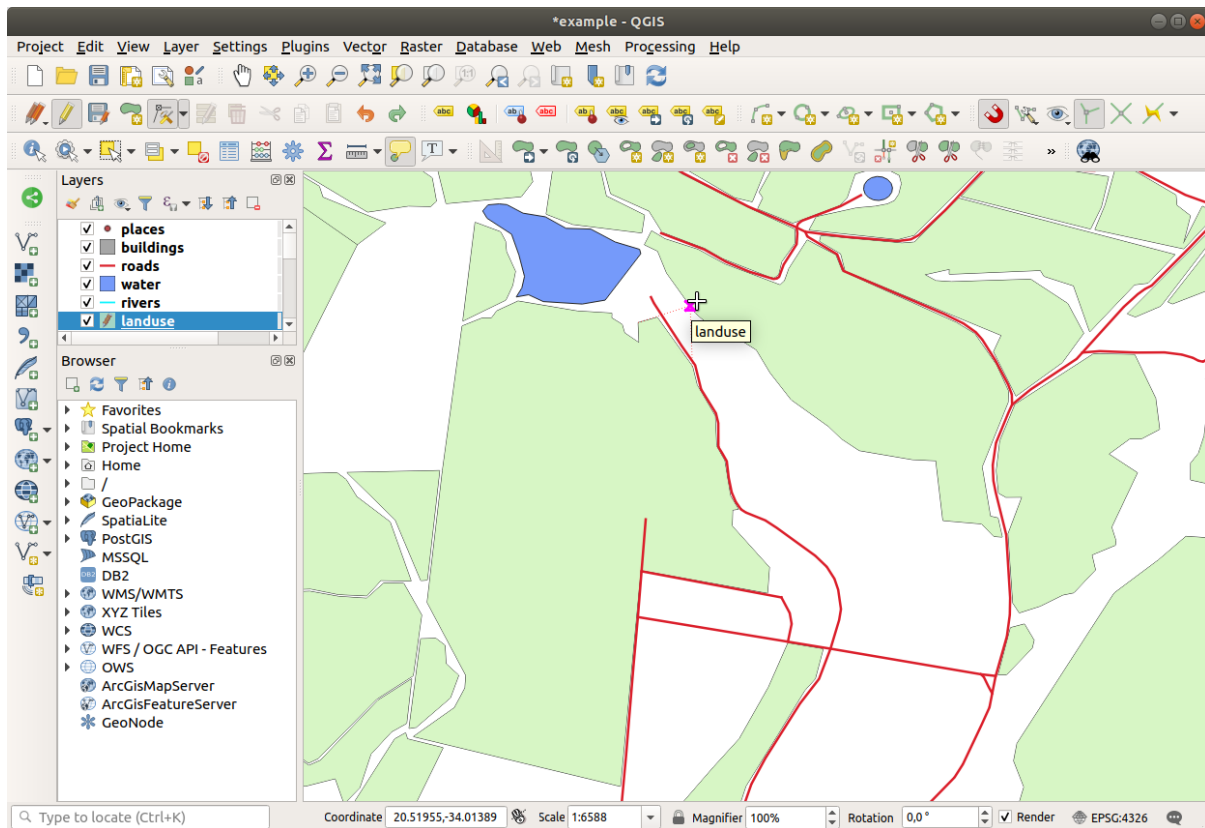 *example - QGIS
Project Edit View Layer Settings Plugins Vector Raster Database Web Mesh Processing Help
Layers
places
buildings
roads
water
rivers
landuse
landuse
Browser
Favorites
Spatial Bookmarks
Project Home
Home
/
GeoPackage
SpatiaLite
PostGIS
MSSQL
DB2
WMS/WMTS
XYZ Tiles
WCS
WFS / OGC API - Features
OWS
ArcGisMapServer
ArcGisFeatureServer
GeoNode
Type to locate (Ctrl+K) Coordinate 20.51955,-34.01389 Scale 1:6588 Magnifier 100% Rotation 0,0 ° Render EPSG:4326